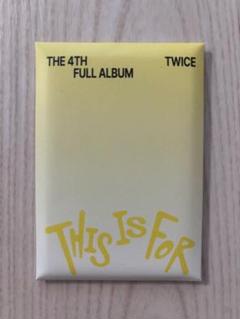 THE 4TH TWICE
FULL ALBUM
THIS IS FOR